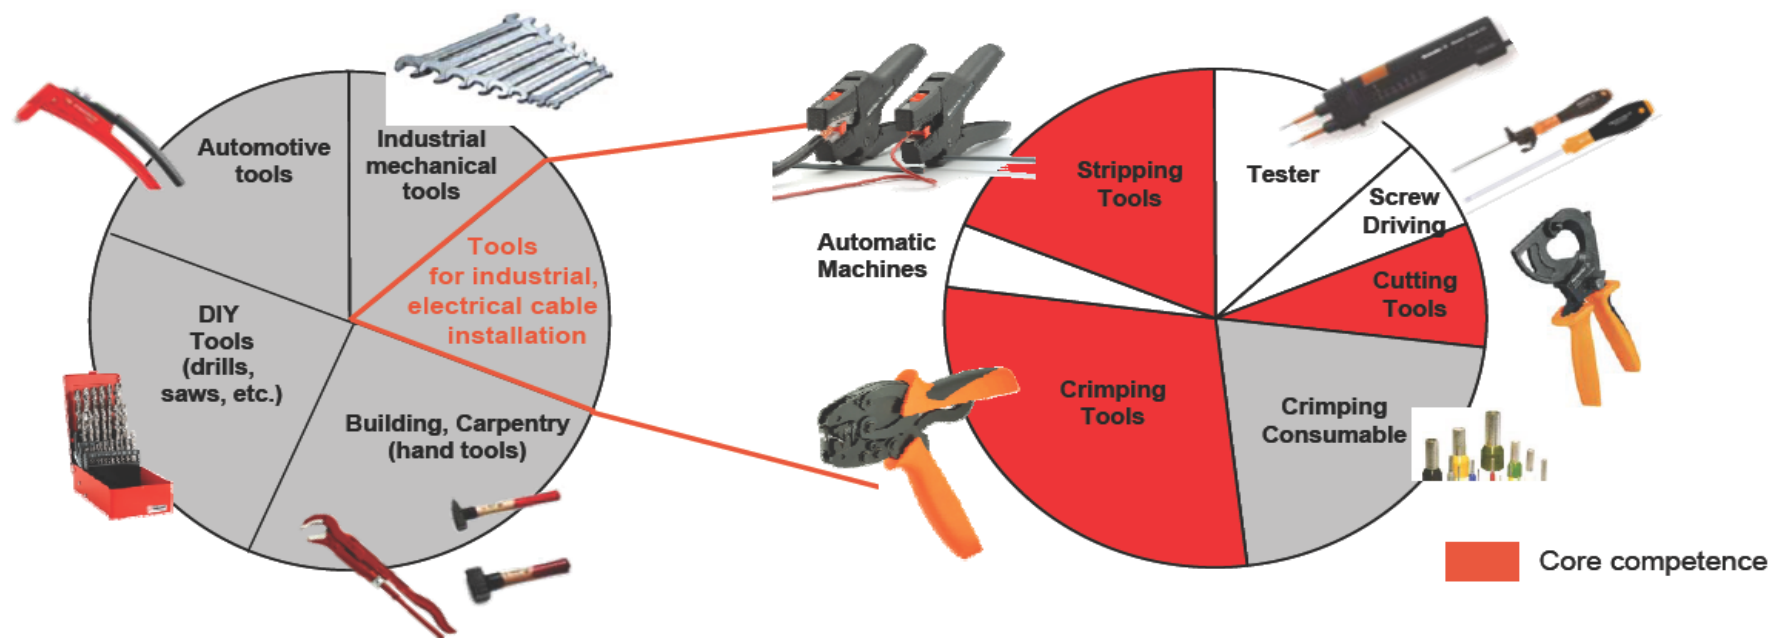 Automotive
tools
Industrial
mechanical
tools
Tools
for industrial,
electrical cable
installation
DIY
Tools
(drills,
saws, etc.)
Building, Carpentry
(hand tools)
Stripping
Tools
Tester
Screw
Driving
Automatic
Machines
Cutting
Tools
Crimping
Tools
Crimping
Consumable
Core competence